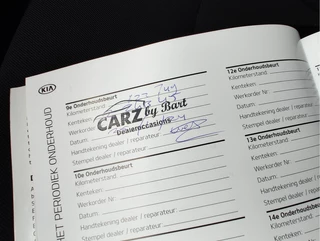 KIA
HET PERIODIEK ONDERHOUD
9e Onderhoudsbeurt
Kilometerstand
Kenteken:
Datum:
Werkorder
CARZ by Bart
Dealeroccasions
Handtekening dealer / reparateur:
Stempel dealer / reparateur:
10e Onderhoudsbeurt
Kilometerstand:
Kenteken:
Datum:
Werkorder Nr:
Handtekening dealer / reparateur:
Stempel dealer / reparateur:
12e Onderhoudsbeurt
Kilometerstand:
Kenteken:
Datum:
Werkorder Nr:
Handtekening dealer / reparateur
Stempel dealer / reparateur
13e Onderhoudsbeurt
Kilometerstand:
Kenteken:
Datum:
Werkorder Nr:
Handtekening dealer /
Stempel dealer /
14e Onderhoudsbeurt
Kilometerstand
Kenteken: